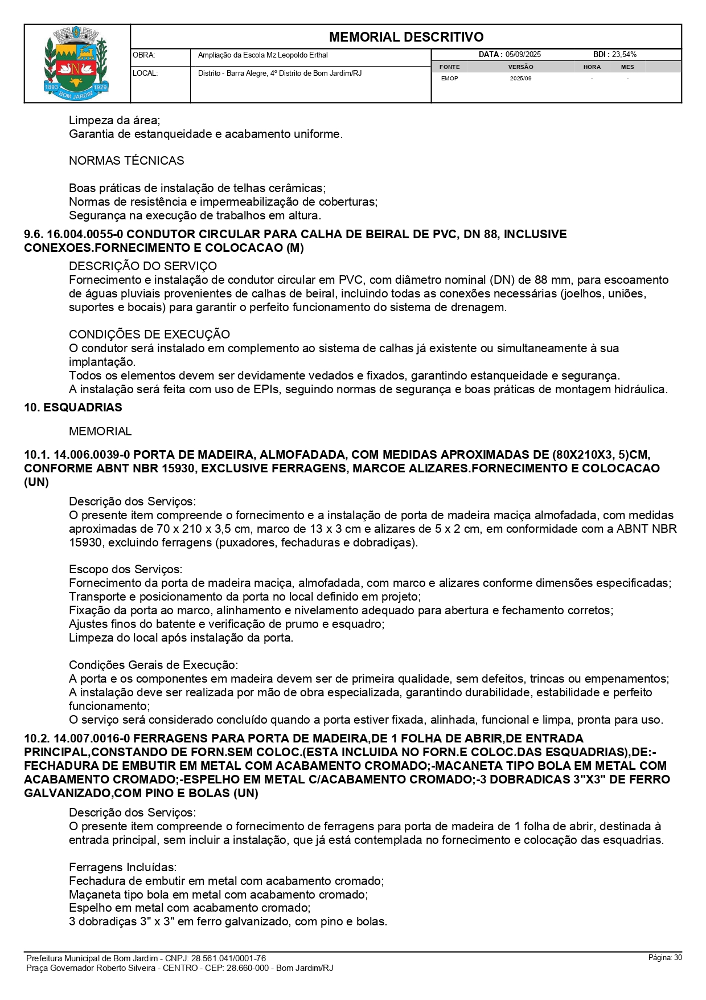 MEMORIAL DESCRITIVO
OBRA: Ampliação da Escola Mz Leopoldo Erthal
DATA : 05/09/2025 BDI : 23,54%
FONTE VERSÃO HORA MES
LOCAL: Distrito - Barra Alegre, 4º Distrito de Bom Jardim/RJ
EMOP 2025/09 - -
N
1893 1929
BOM JARDIM
Limpeza da área;
Garantia de estanqueidade e acabamento uniforme.
NORMAS TÉCNICAS
Boas práticas de instalação de telhas cerâmicas;
Normas de resistência e impermeabilização de coberturas;
Segurança na execução de trabalhos em altura.
9.6. 16.004.0055-0 CONDUTOR CIRCULAR PARA CALHA DE BEIRAL DE PVC, DN 88, INCLUSIVE
CONEXOES.FORNECIMENTO E COLOCACAO (M)
DESCRIÇÃO DO SERVIÇO
Fornecimento e instalação de condutor circular em PVC, com diâmetro nominal (DN) de 88 mm, para escoamento
de águas pluviais provenientes de calhas de beiral, incluindo todas as conexões necessárias (joelhos, uniões,
suportes e bocais) para garantir o perfeito funcionamento do sistema de drenagem.
CONDIÇÕES DE EXECUÇÃO
O condutor será instalado em complemento ao sistema de calhas já existente ou simultaneamente à sua
implantação.
Todos os elementos devem ser devidamente vedados e fixados, garantindo estanqueidade e segurança.
A instalação será feita com uso de EPIs, seguindo normas de segurança e boas práticas de montagem hidráulica.
10. ESQUADRIAS
MEMORIAL
10.1. 14.006.0039-0 PORTA DE MADEIRA, ALMOFADADA, COM MEDIDAS APROXIMADAS DE (80X210X3, 5)CM,
CONFORME ABNT NBR 15930, EXCLUSIVE FERRAGENS, MARCOE ALIZARES.FORNECIMENTO E COLOCACAO
(UN)
Descrição dos Serviços:
O presente item compreende o fornecimento e a instalação de porta de madeira maciça almofadada, com medidas
aproximadas de 70 x 210 x 3,5 cm, marco de 13 x 3 cm e alizares de 5 x 2 cm, em conformidade com a ABNT NBR
15930, excluindo ferragens (puxadores, fechaduras e dobradiças).
Escopo dos Serviços:
Fornecimento da porta de madeira maciça, almofadada, com marco e alizares conforme dimensões especificadas;
Transporte e posicionamento da porta no local definido em projeto;
Fixação da porta ao marco, alinhamento e nivelamento adequado para abertura e fechamento corretos;
Ajustes finos do batente e verificação de prumo e esquadro;
Limpeza do local após instalação da porta.
Condições Gerais de Execução:
A porta e os componentes em madeira devem ser de primeira qualidade, sem defeitos, trincas ou empenamentos;
A instalação deve ser realizada por mão de obra especializada, garantindo durabilidade, estabilidade e perfeito
funcionamento;
O serviço será considerado concluído quando a porta estiver fixada, alinhada, funcional e limpa, pronta para uso.
10.2. 14.007.0016-0 FERRAGENS PARA PORTA DE MADEIRA,DE 1 FOLHA DE ABRIR,DE ENTRADA
PRINCIPAL,CONSTANDO DE FORN.SEM COLOC.(ESTA INCLUIDA NO FORN.E COLOC.DAS ESQUADRIAS),DE:-
FECHADURA DE EMBUTIR EM METAL COM ACABAMENTO CROMADO;-MACANETA TIPO BOLA EM METAL COM
ACABAMENTO CROMADO;-ESPELHO EM METAL C/ACABAMENTO CROMADO;-3 DOBRADICAS 3"X3" DE FERRO
GALVANIZADO,COM PINO E BOLAS (UN)
Descrição dos Serviços:
O presente item compreende o fornecimento de ferragens para porta de madeira de 1 folha de abrir, destinada à
entrada principal, sem incluir a instalação, que já está contemplada no fornecimento e colocação das esquadrias.
Ferragens Incluídas:
Fechadura de embutir em metal com acabamento cromado;
Maçaneta tipo bola em metal com acabamento cromado;
Espelho em metal com acabamento cromado;
3 dobradiças 3" x 3" em ferro galvanizado, com pino e bolas.
Prefeitura Municipal de Bom Jardim - CNPJ: 28.561.041/0001-76 Página: 30
Praça Governador Roberto Silveira - CENTRO - CEP: 28.660-000 - Bom Jardim/RJ